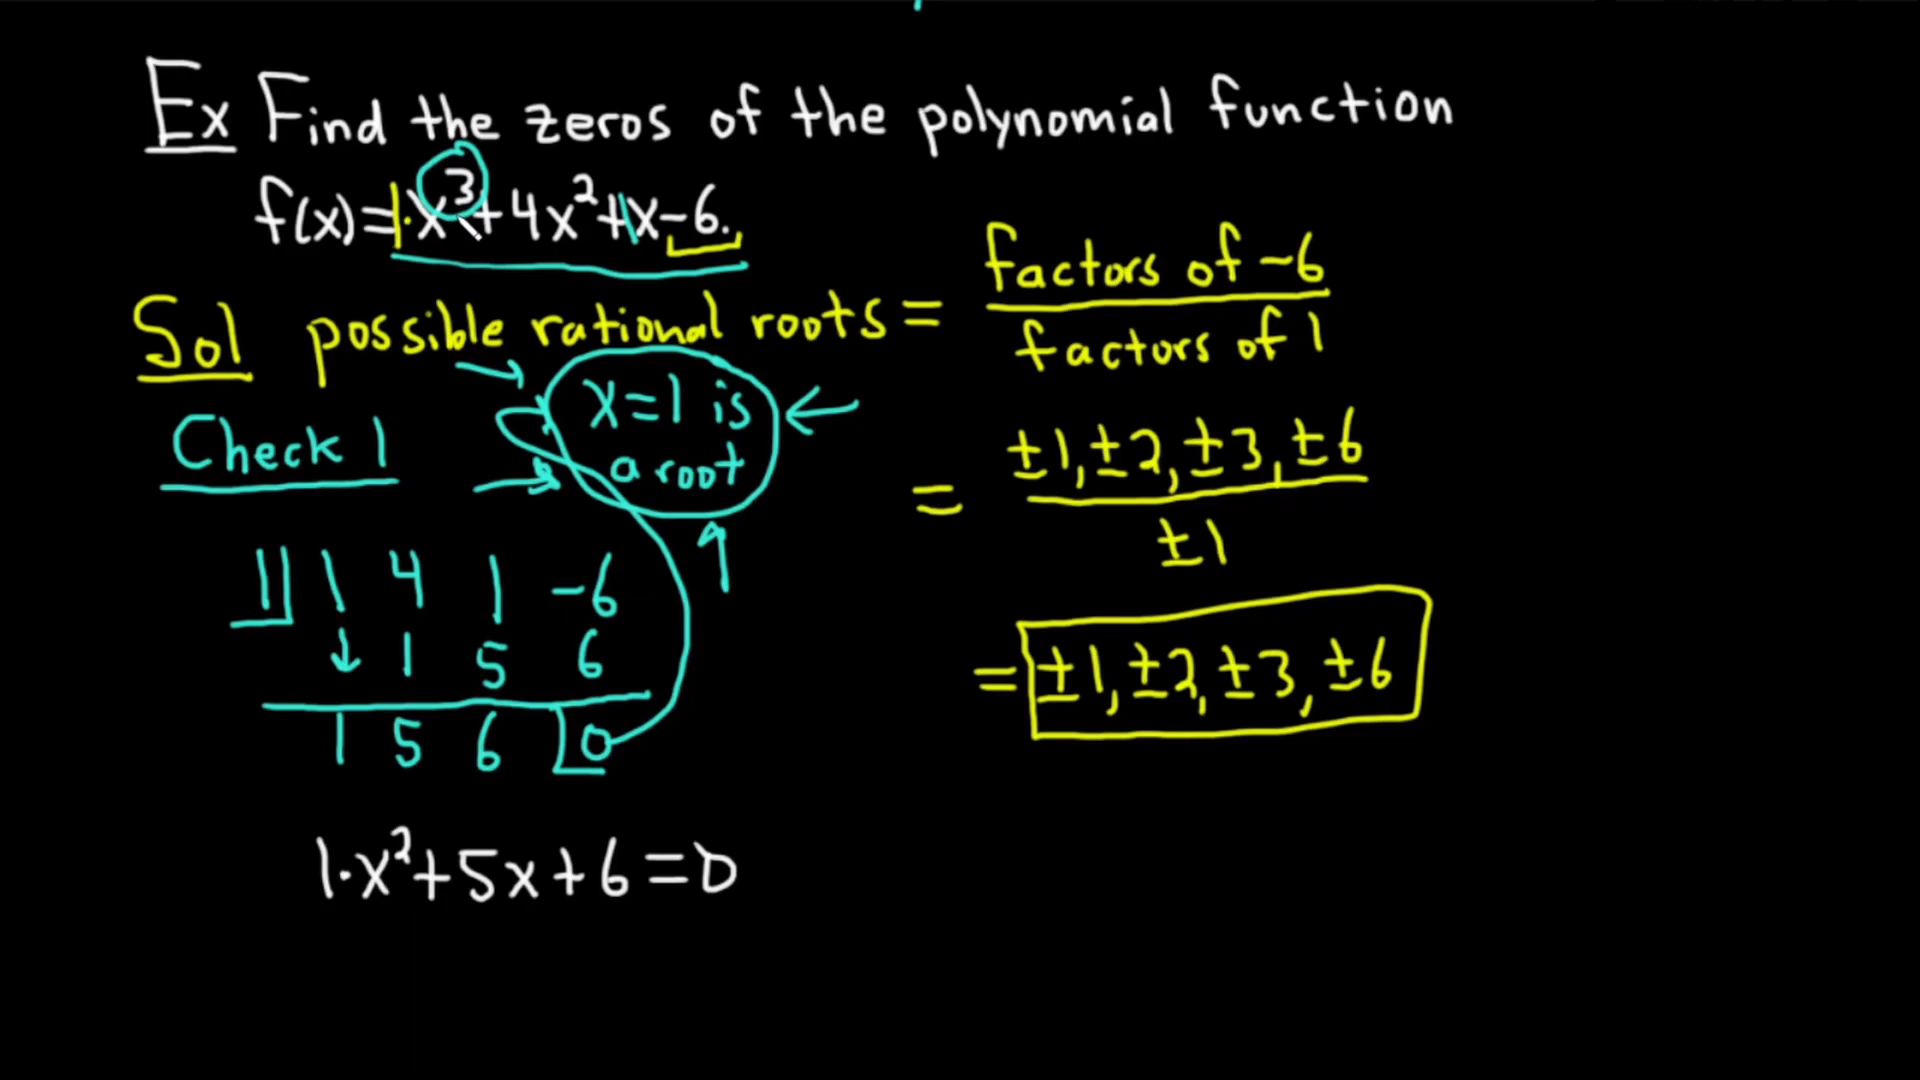 Ex Find the zeros of the polynomial function
f(x)=1·x³+4x²+1x-6.
Sol possible rational roots = factors of -6
factors of 1
Check 1
x=1 is
a root
= ±1, ±2, ±3, ±6
±1
1| 1 4 1 -6
↓ 1 5 6
1 5 6 |0
= ±1, ±2, ±3, ±6
1·x²+5x+6=0